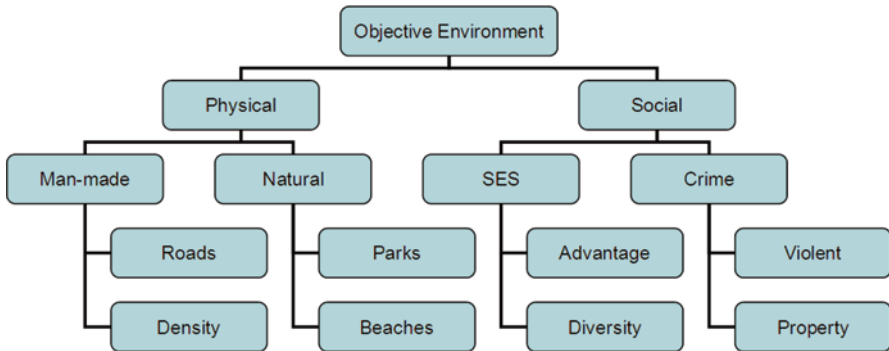 Objective Environment
Physical
Social
Man-made
Natural
SES
Crime
Roads
Parks
Advantage
Violent
Density
Beaches
Diversity
Property